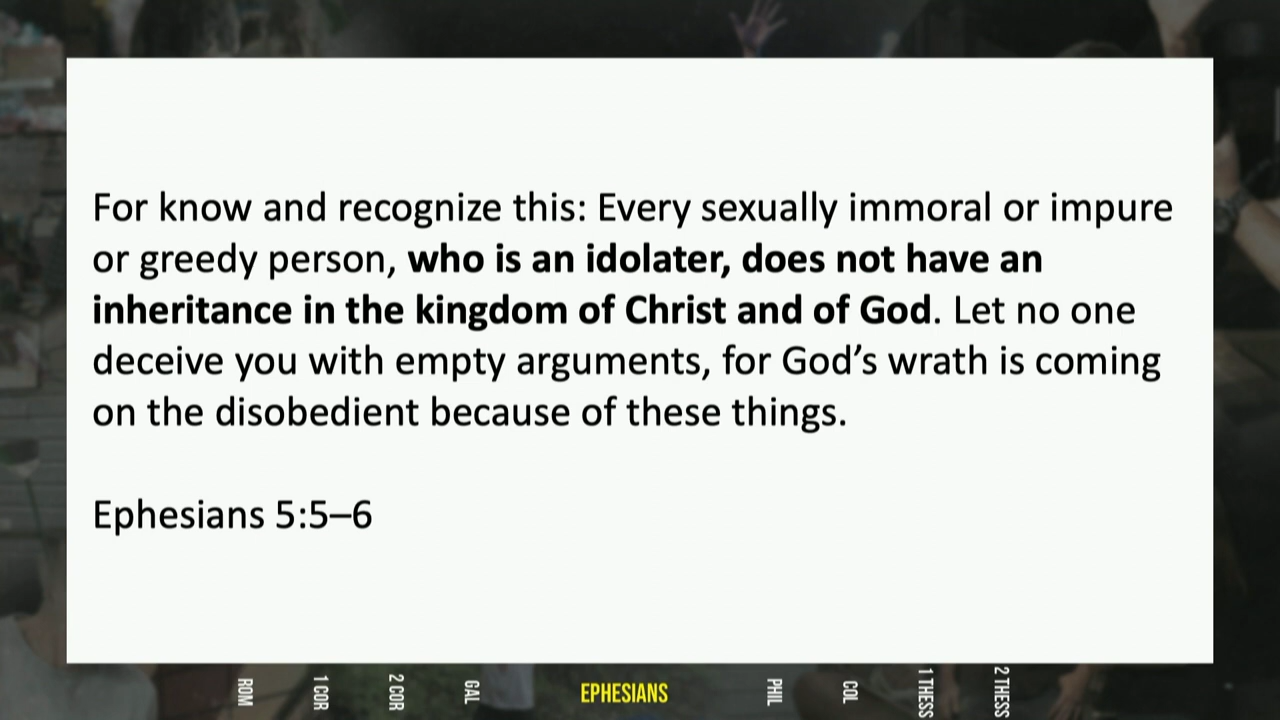 For know and recognize this: Every sexually immoral or impure
or greedy person, who is an idolater, does not have an
inheritance in the kingdom of Christ and of God. Let no one
deceive you with empty arguments, for God’s wrath is coming
on the disobedient because of these things.
Ephesians 5:5–6
ROM
1 COR
2 COR
GAL
EPHESIANS
PHIL
COL
1 THESS
2 THESS